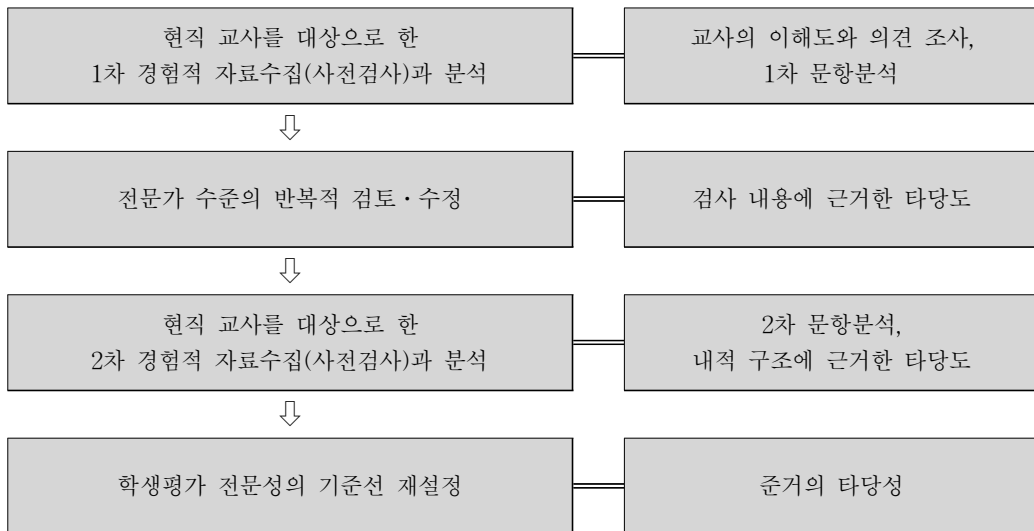 현직 교사를 대상으로 한
1차 경험적 자료수집(사전검사)과 분석
교사의 이해도와 의견 조사,
1차 문항분석
전문가 수준의 반복적 검토·수정
검사 내용에 근거한 타당도
현직 교사를 대상으로 한
2차 경험적 자료수집(사전검사)과 분석
2차 문항분석,
내적 구조에 근거한 타당도
학생평가 전문성의 기준선 재설정
준거의 타당성